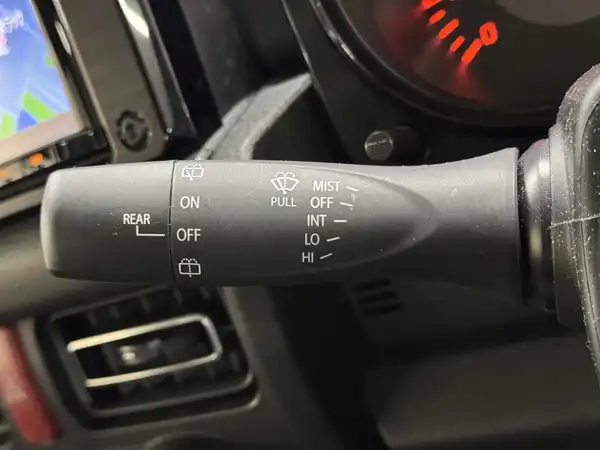 MIST
ON PULL OFF
REAR INT
OFF LO
HI